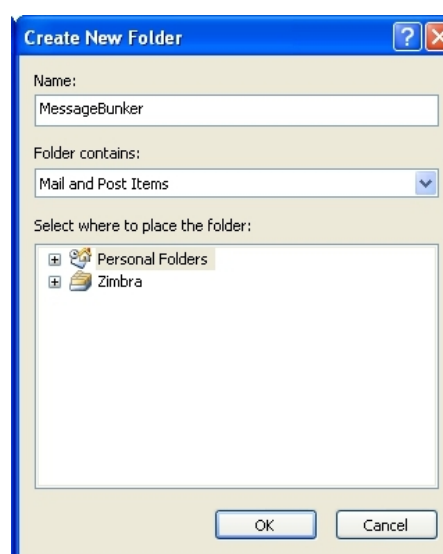 Create New Folder
Name:
MessageBunker
Folder contains:
Mail and Post Items
Select where to place the folder:
Personal Folders
Zimbra
OK Cancel